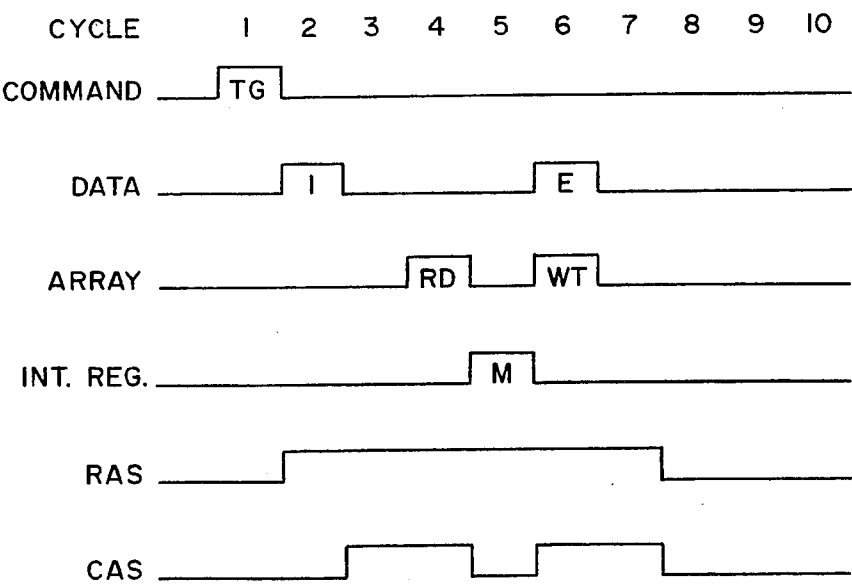 CYCLE 1 2 3 4 5 6 7 8 9 10
COMMAND TG
DATA I E
ARRAY RD WT
INT. REG. M
RAS
CAS